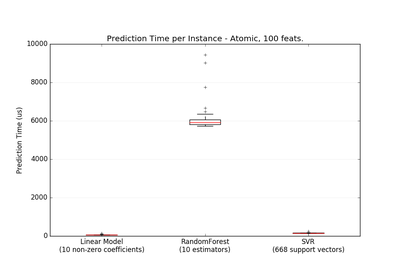 Prediction Time per Instance - Atomic, 100 feats.
10000
8000
6000
4000
2000
0
Prediction Time (us)
Linear Model
(10 non-zero coefficients)
RandomForest
(10 estimators)
SVR
(668 support vectors)